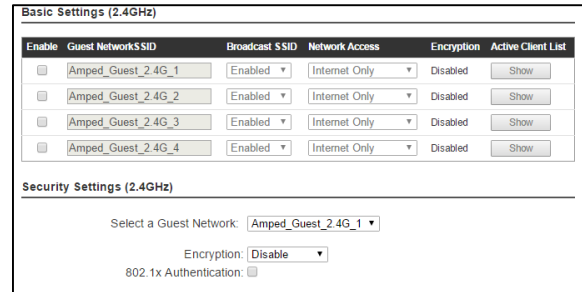 Basic Settings (2.4GHz)
Enable Guest NetworkSSID Broadcast SSID Network Access Encryption Active Client List
Amped_Guest_2.4G_1 Enabled Internet Only Disabled Show
Amped_Guest_2.4G_2 Enabled Internet Only Disabled Show
Amped_Guest_2.4G_3 Enabled Internet Only Disabled Show
Amped_Guest_2.4G_4 Enabled Internet Only Disabled Show
Security Settings (2.4GHz)
Select a Guest Network: Amped_Guest_2.4G_1
Encryption: Disable
802.1x Authentication: